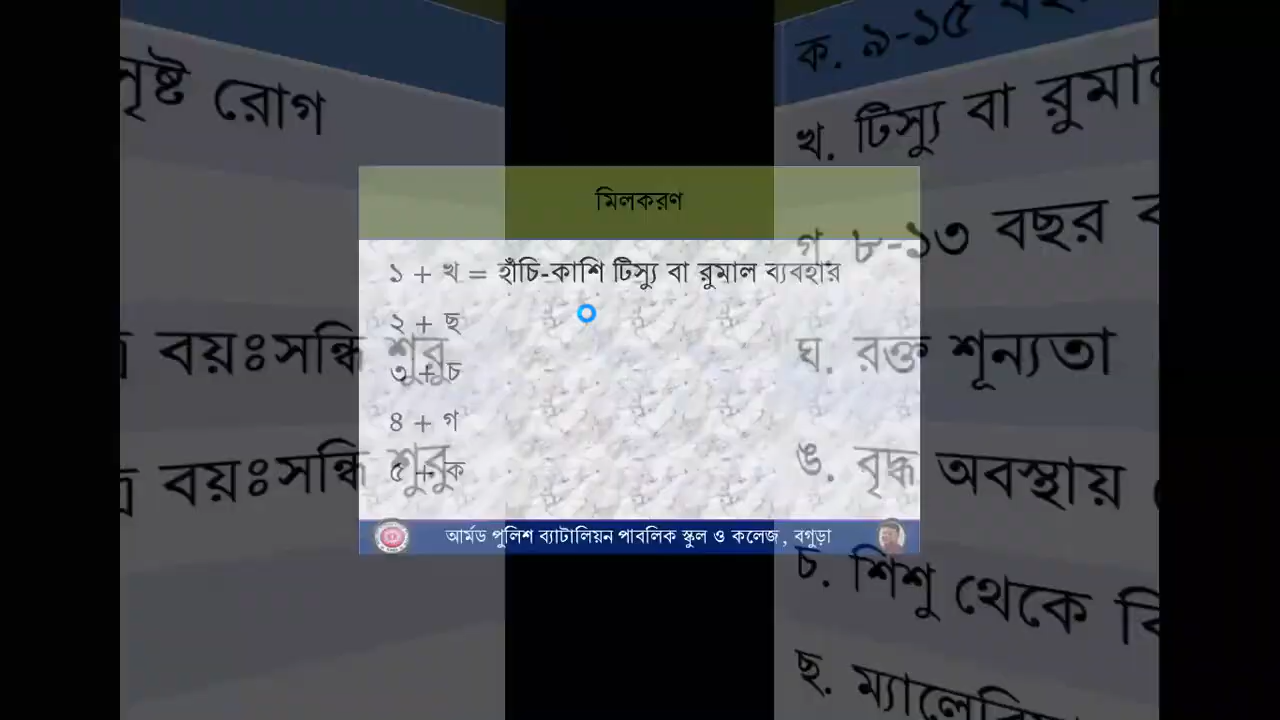 ক. ৯-১৫
রোগ
খ. টিস্যু বা
মিলকরণ
গ. ৮-১৩ বছর
১ + খ = হাঁচি-কাশি টিস্যু বা রুমাল ব্যবহার
২ + ছ
বয়ঃসন্ধি শুরু
ঘ. রক্ত শূন্যতা
৩ + চ
৪ + গ
বয়ঃসন্ধি শুরু
ঙ. বৃদ্ধ অবস্থায়
৫ + ক
আর্মড পুলিশ ব্যাটালিয়ন পাবলিক স্কুল ও কলেজ, বগুড়া
চ. শিশু থেকে
ছ.